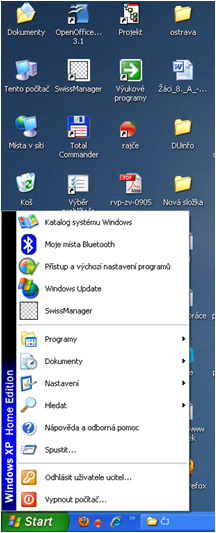 Dokumenty
OpenOffice...
3.1
Projekt
ostrava
Tento počítač
SwissManager
Výukové
programy
Žáci_8._A_-...
Místa v síti
Total
Commander
rajče
DUinfo
Koš
Výběr
rvp-zv-0905
Nová složka
Katalog systému Windows
Moje místa Bluetooth
Přístup a výchozí nastavení programů
Windows Update
SwissManager
Programy
Dokumenty
Nastavení
Hledat
Nápověda a odborná pomoc
Spustit...
Odhlásit uživatele ucitel...
Vypnout počítač...
Windows XP Home Edition
Start
ČJ